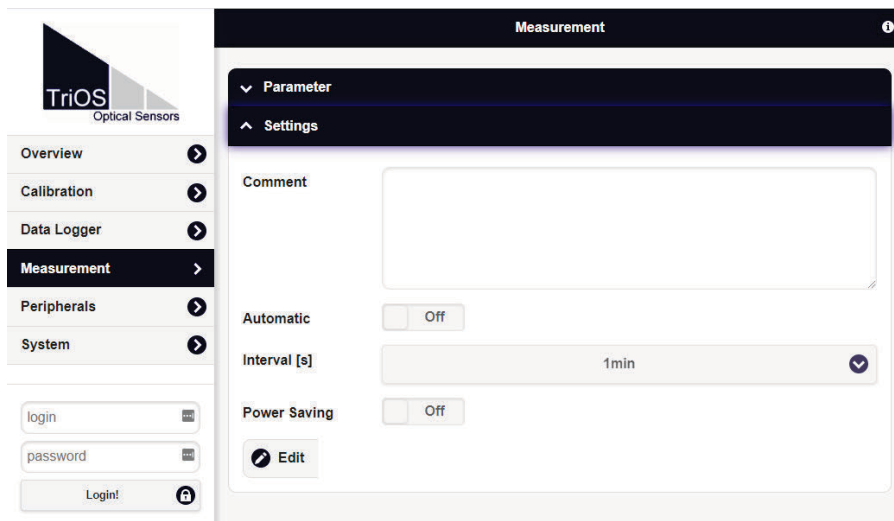 TriOS
Optical Sensors
Overview
Calibration
Data Logger
Measurement
Peripherals
System
login
password
Login!
Measurement
Parameter
Settings
Comment
Automatic Off
Interval [s] 1min
Power Saving Off
Edit